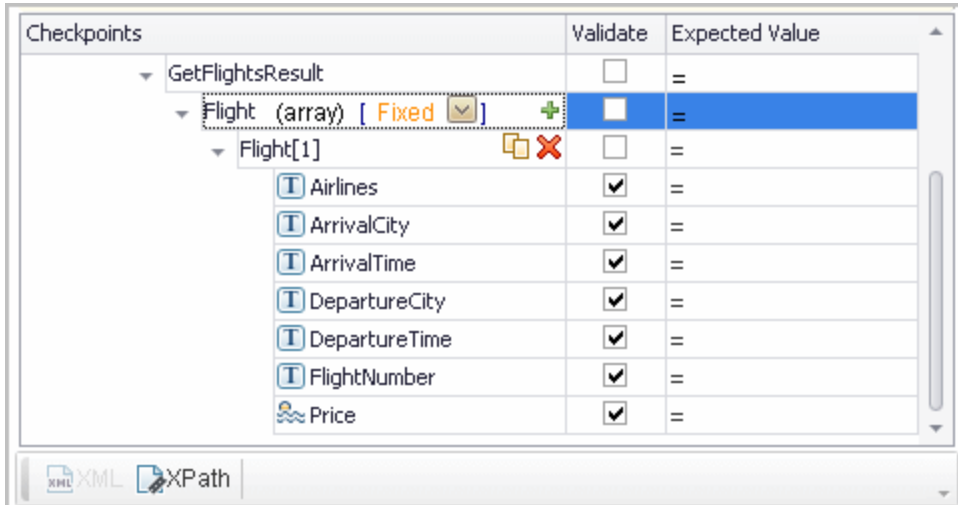 Checkpoints Validate Expected Value
GetFlightsResult =
Flight (array) [ Fixed ] =
Flight[1] =
T Airlines =
T ArrivalCity =
T ArrivalTime =
T DepartureCity =
T DepartureTime =
T FlightNumber =
Price =
XML XML XPath